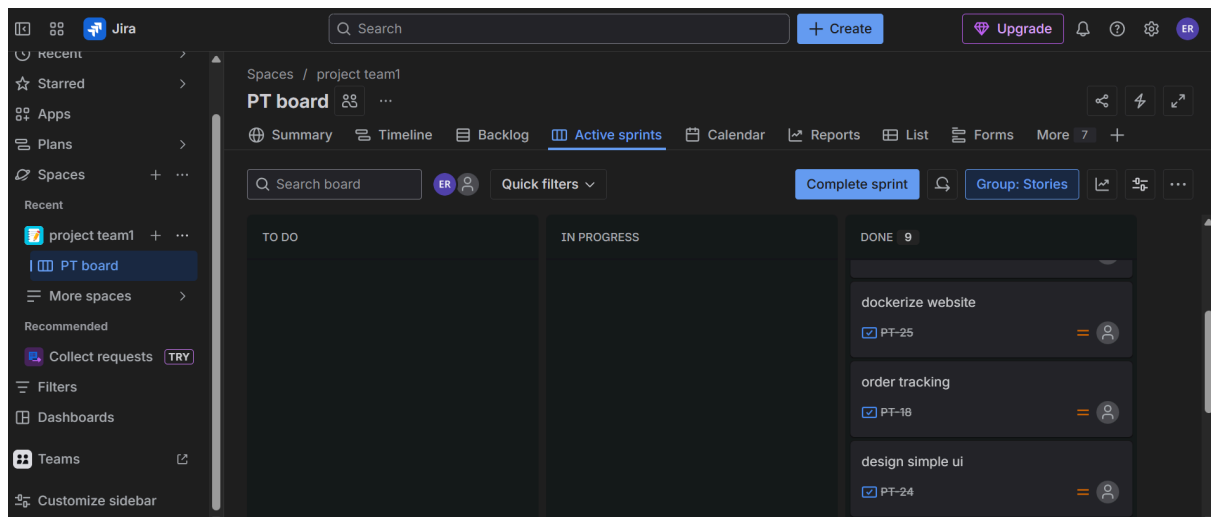 Jira
Search
+ Create
Upgrade
ER
Recent
Starred
Apps
Plans
Spaces
Recent
project team1
PT board
More spaces
Recommended
Collect requests TRY
Filters
Dashboards
Teams
Customize sidebar
Spaces / project team1
PT board
Summary Timeline Backlog Active sprints Calendar Reports List Forms More 7
Search board ER Quick filters Complete sprint Group: Stories
TO DO IN PROGRESS DONE 9
dockerize website
PT-25
order tracking
PT-18
design simple ui
PT-24